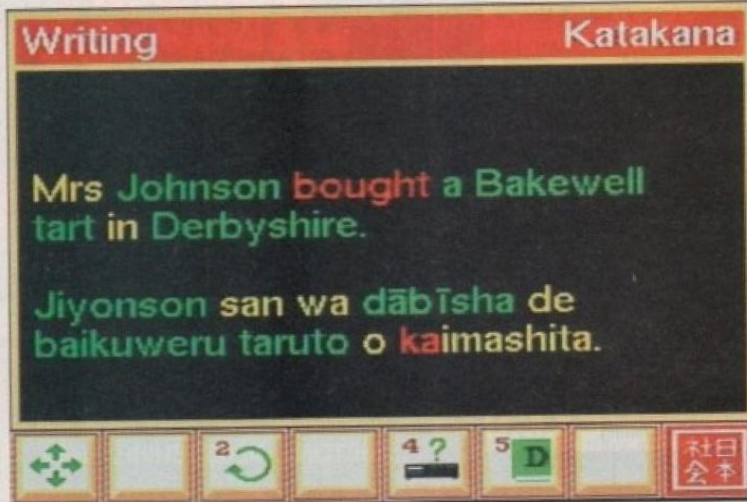 Writing Katakana
Mrs Johnson bought a Bakewell
tart in Derbyshire.
Jiyonson san wa dābīsha de
baikuweru taruto o kaimashita.
2 4 ? 5 D 社日
会本